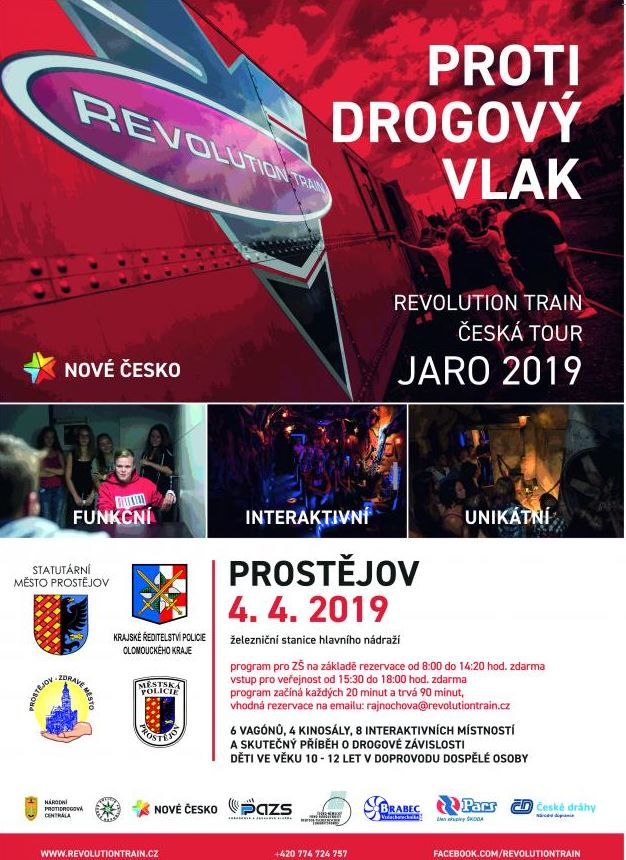 REVOLUTION TRAIN
PROTI
DROGOVÝ
VLAK
REVOLUTION TRAIN
ČESKÁ TOUR
JARO 2019
NOVÉ ČESKO
FUNKČNÍ
INTERAKTIVNÍ
UNIKÁTNÍ
STATUTÁRNÍ
MĚSTO PROSTĚJOV
KRAJSKÉ ŘEDITELSTVÍ POLICIE
OLOMOUCKÉHO KRAJE
PROSTĚJOV - ZDRAVÉ MĚSTO
MĚSTSKÁ
POLICIE
PROSTĚJOV
PROSTĚJOV
4. 4. 2019
železniční stanice hlavního nádraží
program pro ZŠ na základě rezervace od 8:00 do 14:20 hod. zdarma
vstup pro veřejnost od 15:30 do 18:00 hod. zdarma
program začíná každých 20 minut a trvá 90 minut,
vhodná rezervace na emailu: rajnochova@revolutiontrain.cz
6 VAGÓNŮ, 4 KINOSÁLY, 8 INTERAKTIVNÍCH MÍSTNOSTÍ
A SKUTEČNÝ PŘÍBĚH O DROGOVÉ ZÁVISLOSTI
DĚTI VE VĚKU 10 - 12 LET V DOPROVODU DOSPĚLÉ OSOBY
NÁRODNÍ
PROTIDROGOVÁ
CENTRÁLA
NOVÉ ČESKO
PAZS
BRABEC
Vzduchotechnika
Pars
člen skupiny ŠKODA
České dráhy
Národní dopravce
WWW.REVOLUTIONTRAIN.CZ
+420 774 724 757
FACEBOOK.COM/REVOLUTIONTRAIN